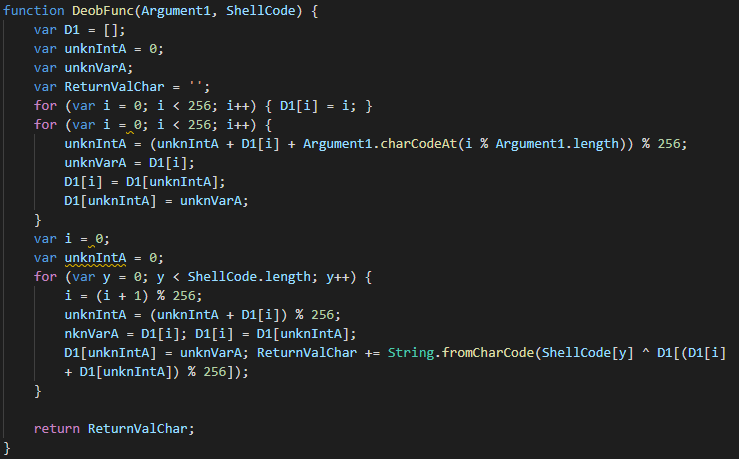 function DeobFunc(Argument1, ShellCode) {
var D1 = [];
var unknIntA = 0;
var unknVarA;
var ReturnValChar = '';
for (var i = 0; i < 256; i++) { D1[i] = i; }
for (var i = 0; i < 256; i++) {
unknIntA = (unknIntA + D1[i] + Argument1.charCodeAt(i % Argument1.length)) % 256;
unknVarA = D1[i];
D1[i] = D1[unknIntA];
D1[unknIntA] = unknVarA;
}
var i = 0;
var unknIntA = 0;
for (var y = 0; y < ShellCode.length; y++) {
i = (i + 1) % 256;
unknIntA = (unknIntA + D1[i]) % 256;
nknVarA = D1[i]; D1[i] = D1[unknIntA];
D1[unknIntA] = unknVarA; ReturnValChar += String.fromCharCode(ShellCode[y] ^ D1[(D1[i]
+ D1[unknIntA]) % 256]);
}
return ReturnValChar;
}